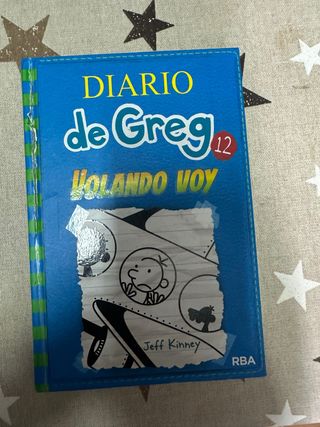 DIARIO
de Greg 12
VOLANDO VOY
Jeff Kinney
RBA